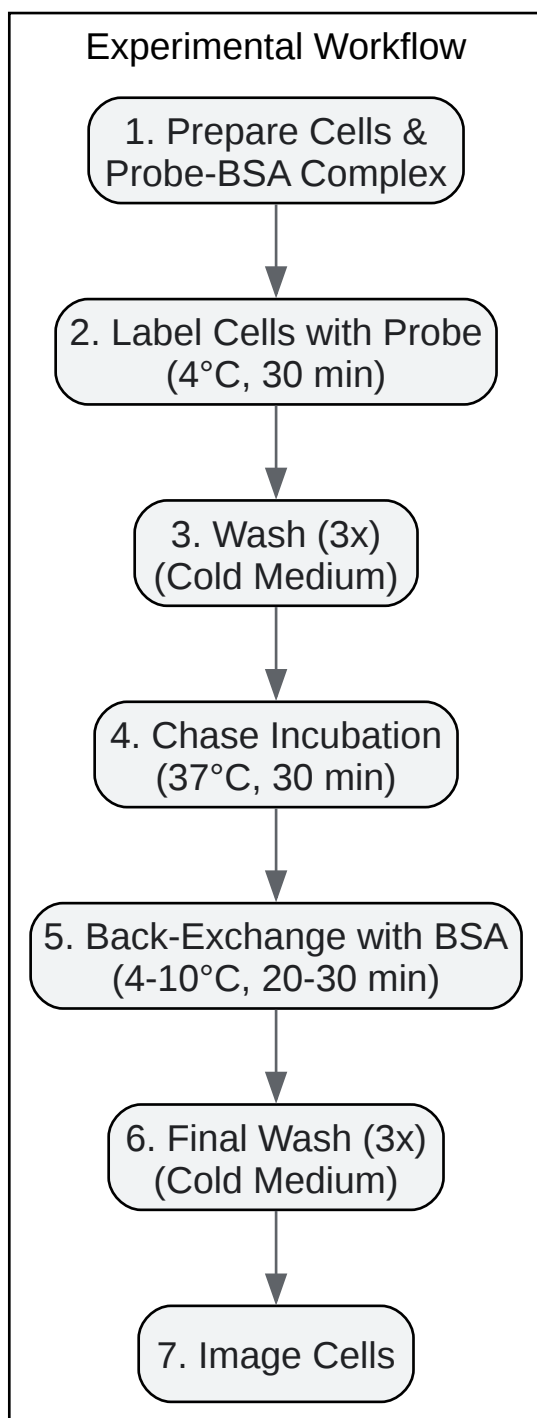 Experimental Workflow
1. Prepare Cells &
Probe-BSA Complex
2. Label Cells with Probe
(4°C, 30 min)
3. Wash (3x)
(Cold Medium)
4. Chase Incubation
(37°C, 30 min)
5. Back-Exchange with BSA
(4-10°C, 20-30 min)
6. Final Wash (3x)
(Cold Medium)
7. Image Cells